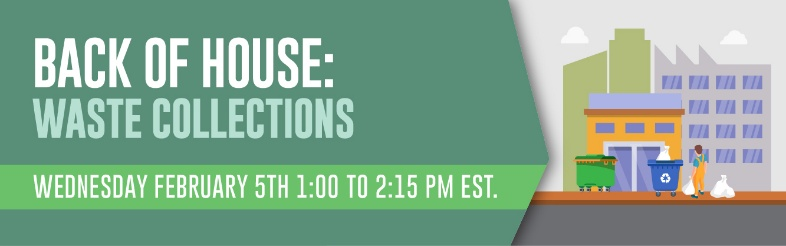 BACK OF HOUSE:
WASTE COLLECTIONS
WEDNESDAY FEBRUARY 5TH 1:00 TO 2:15 PM EST.